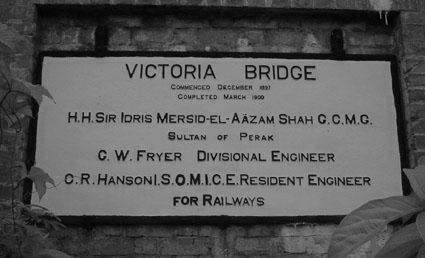 VICTORIA BRIDGE
COMMENCED DECEMBER 1897
COMPLETED MARCH 1900
H.H. SIR IDRIS MERSID-EL-AÄZAM SHAH G.C.M.G.
SULTAN OF PERAK
G. W. FRYER DIVISIONAL ENGINEER
C.R. HANSON I.S.O. M.I.C.E. RESIDENT ENGINEER
FOR RAILWAYS